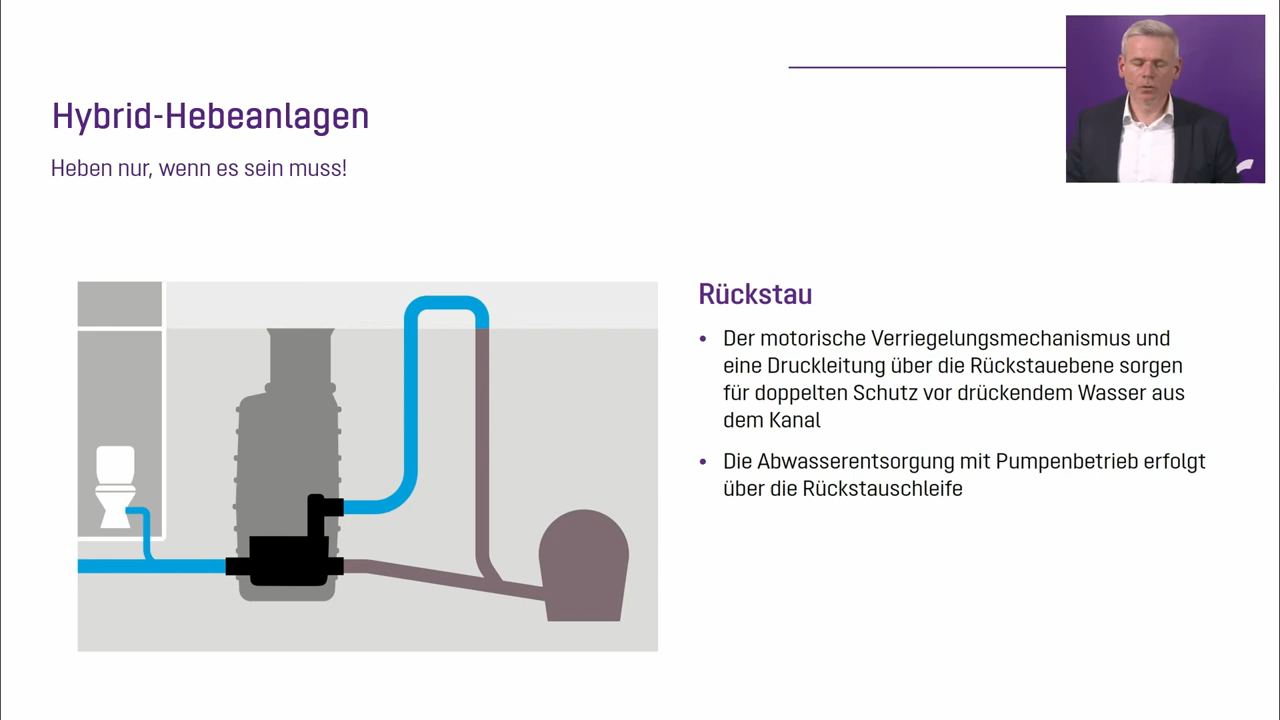 Hybrid-Hebeanlagen
Heben nur, wenn es sein muss!
Rückstau
• Der motorische Verriegelungsmechanismus und
eine Druckleitung über die Rückstauebene sorgen
für doppelten Schutz vor drückendem Wasser aus
dem Kanal
• Die Abwasserentsorgung mit Pumpenbetrieb erfolgt
über die Rückstauschleife